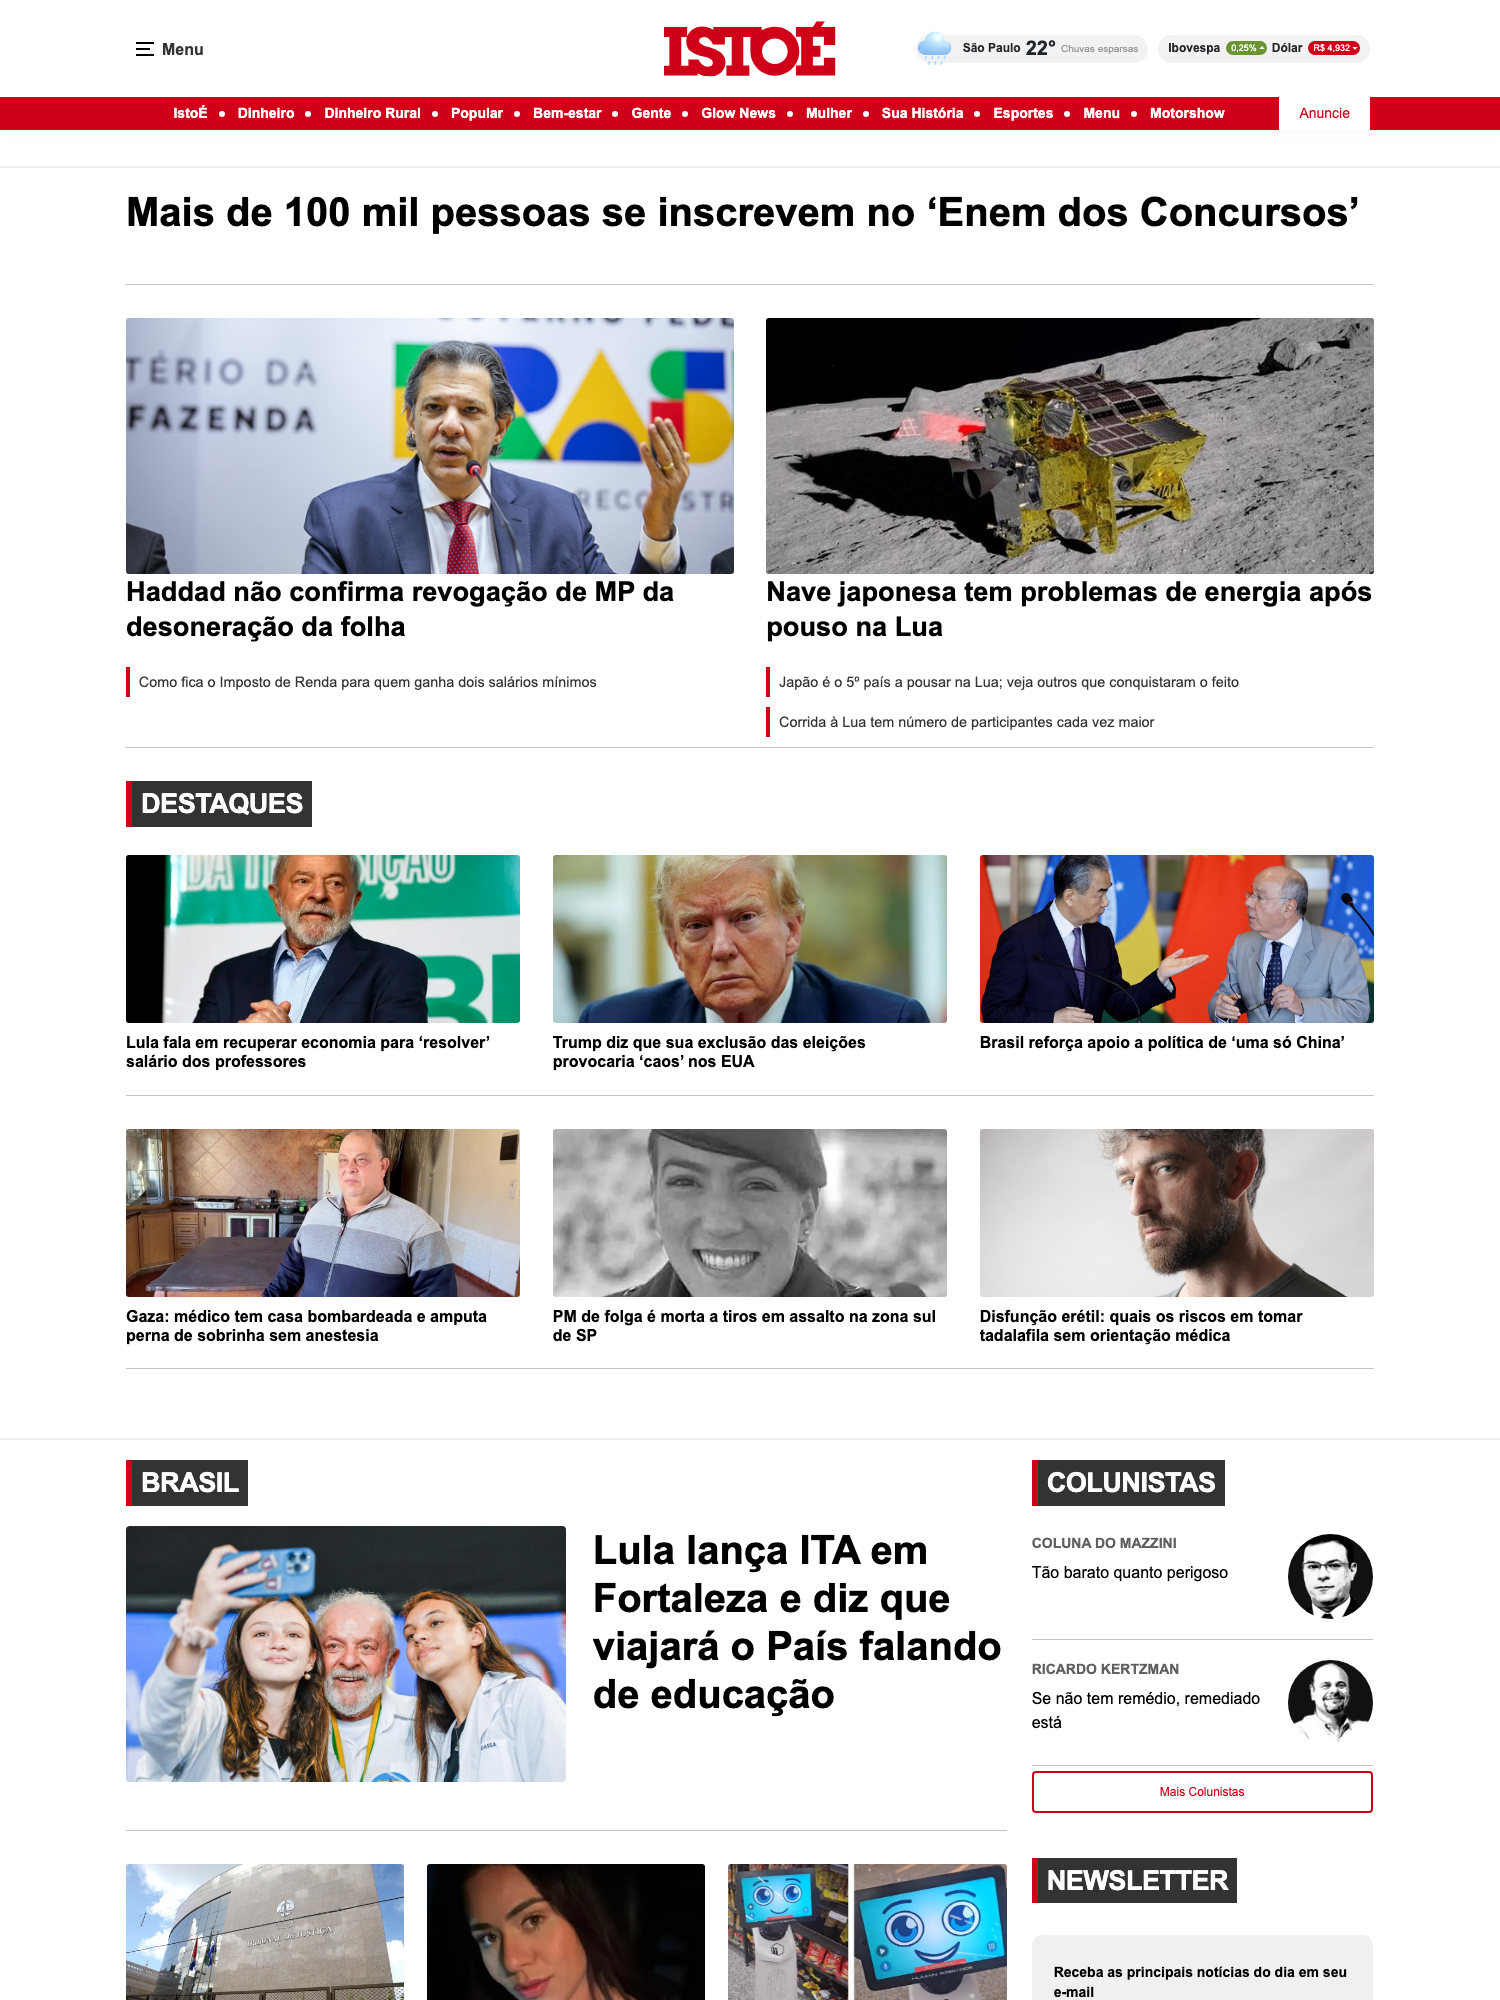 Menu
ISTOÉ
São Paulo 22° Chuvas esparsas
Ibovespa 0,25% Dólar R$ 4,932
IstoÉ • Dinheiro • Dinheiro Rural • Popular • Bem-estar • Gente • Glow News • Mulher • Sua História • Esportes • Menu • Motorshow
Anuncie
Mais de 100 mil pessoas se inscrevem no ‘Enem dos Concursos’
TÉRIO DA
FAZENDA
Haddad não confirma revogação de MP da
desoneração da folha
Como fica o Imposto de Renda para quem ganha dois salários mínimos
Nave japonesa tem problemas de energia após
pouso na Lua
Japão é o 5º país a pousar na Lua; veja outros que conquistaram o feito
Corrida à Lua tem número de participantes cada vez maior
DESTAQUES
Lula fala em recuperar economia para ‘resolver’
salário dos professores
Trump diz que sua exclusão das eleições
provocaria ‘caos’ nos EUA
Brasil reforça apoio a política de ‘uma só China’
Gaza: médico tem casa bombardeada e amputa
perna de sobrinha sem anestesia
PM de folga é morta a tiros em assalto na zona sul
de SP
Disfunção erétil: quais os riscos em tomar
tadalafila sem orientação médica
BRASIL
Lula lança ITA em
Fortaleza e diz que
viajará o País falando
de educação
TRIBUNAL DE JUSTIÇA
COLUNISTAS
COLUNA DO MAZZINI
Tão barato quanto perigoso
RICARDO KERTZMAN
Se não tem remédio, remediado
está
Mais Colunistas
NEWSLETTER
Receba as principais notícias do dia em seu
e-mail